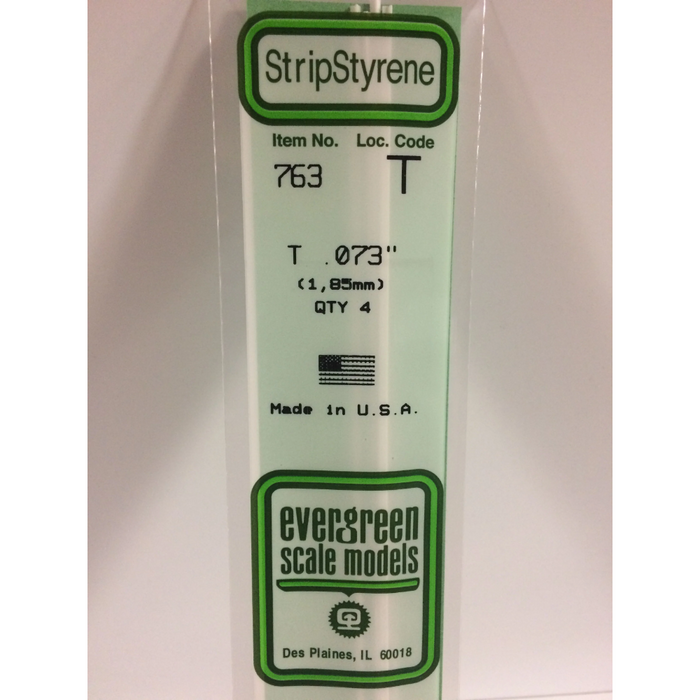 StripStyrene
Item No. Loc. Code
763 T
T .073"
(1,85mm)
QTY 4
Made in U.S.A.
evergreen
scale models
Des Plaines, IL 60018